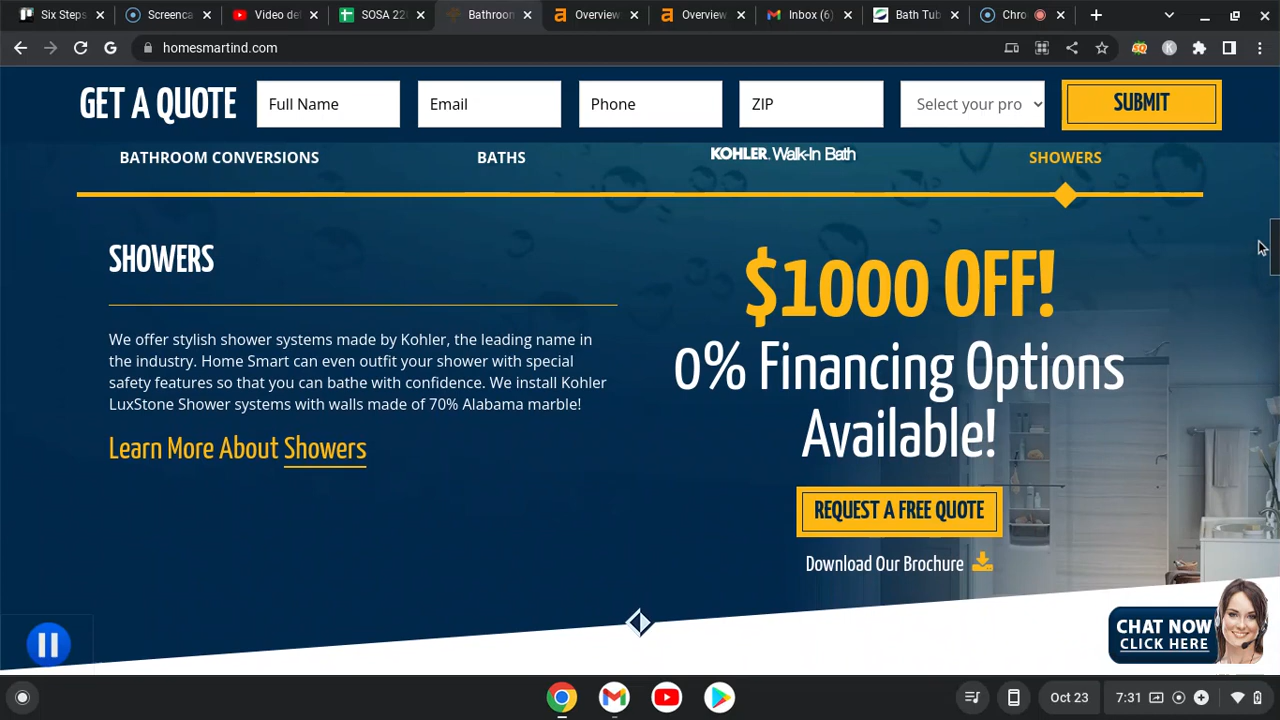 Six Steps
Screenca
Video de
SOSA 22
Bathroon
Overview
Overview
Inbox (6)
Bath Tub
Chro
homesmartind.com
GET A QUOTE
Full Name
Email
Phone
ZIP
Select your pro
SUBMIT
BATHROOM CONVERSIONS
BATHS
KOHLER Walk-In Bath
SHOWERS
SHOWERS
We offer stylish shower systems made by Kohler, the leading name in
the industry. Home Smart can even outfit your shower with special
safety features so that you can bathe with confidence. We install Kohler
LuxStone Shower systems with walls made of 70% Alabama marble!
Learn More About Showers
$1000 OFF!
0% Financing Options
Available!
REQUEST A FREE QUOTE
Download Our Brochure
CHAT NOW
CLICK HERE
Oct 23
7:31